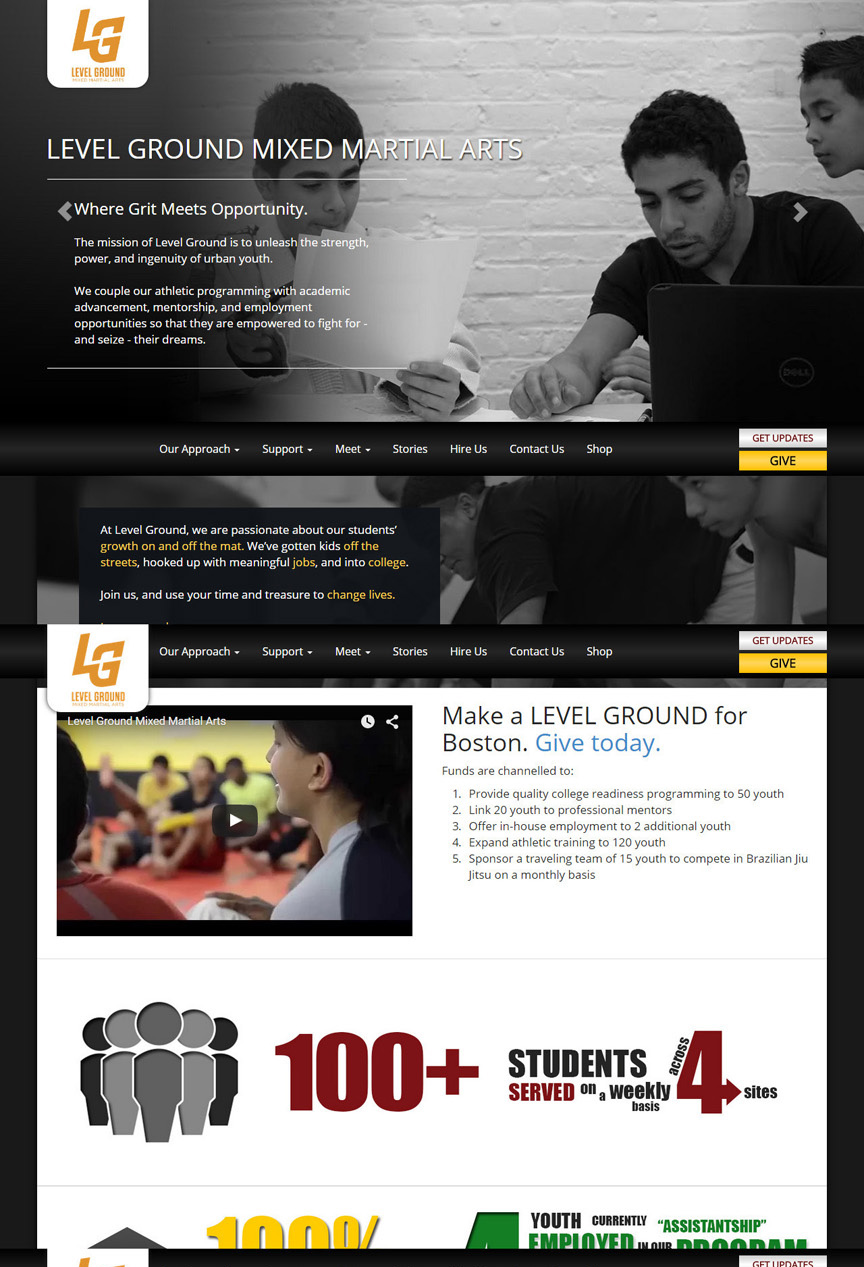 LG
LEVEL GROUND
MIXED MARTIAL ARTS
LEVEL GROUND MIXED MARTIAL ARTS
Where Grit Meets Opportunity.
The mission of Level Ground is to unleash the strength,
power, and ingenuity of urban youth.
We couple our athletic programming with academic
advancement, mentorship, and employment
opportunities so that they are empowered to fight for -
and seize - their dreams.
DELL
Our Approach Support Meet Stories Hire Us Contact Us Shop
GET UPDATES
GIVE
At Level Ground, we are passionate about our students’
growth on and off the mat. We’ve gotten kids off the
streets, hooked up with meaningful jobs, and into college.
Join us, and use your time and treasure to change lives.
LG
LEVEL GROUND
MIXED MARTIAL ARTS
Our Approach Support Meet Stories Hire Us Contact Us Shop
GET UPDATES
GIVE
Level Ground Mixed Martial Arts
Make a LEVEL GROUND for
Boston. Give today.
Funds are channelled to:
1. Provide quality college readiness programming to 50 youth
2. Link 20 youth to professional mentors
3. Offer in-house employment to 2 additional youth
4. Expand athletic training to 120 youth
5. Sponsor a traveling team of 15 youth to compete in Brazilian Jiu
Jitsu on a monthly basis
100+
STUDENTS
SERVED on a weekly
basis
across 4 sites
100%
4
YOUTH CURRENTLY “ASSISTANTSHIP”
EMPLOYED IN OUR PROGRAM
GET UPDATES